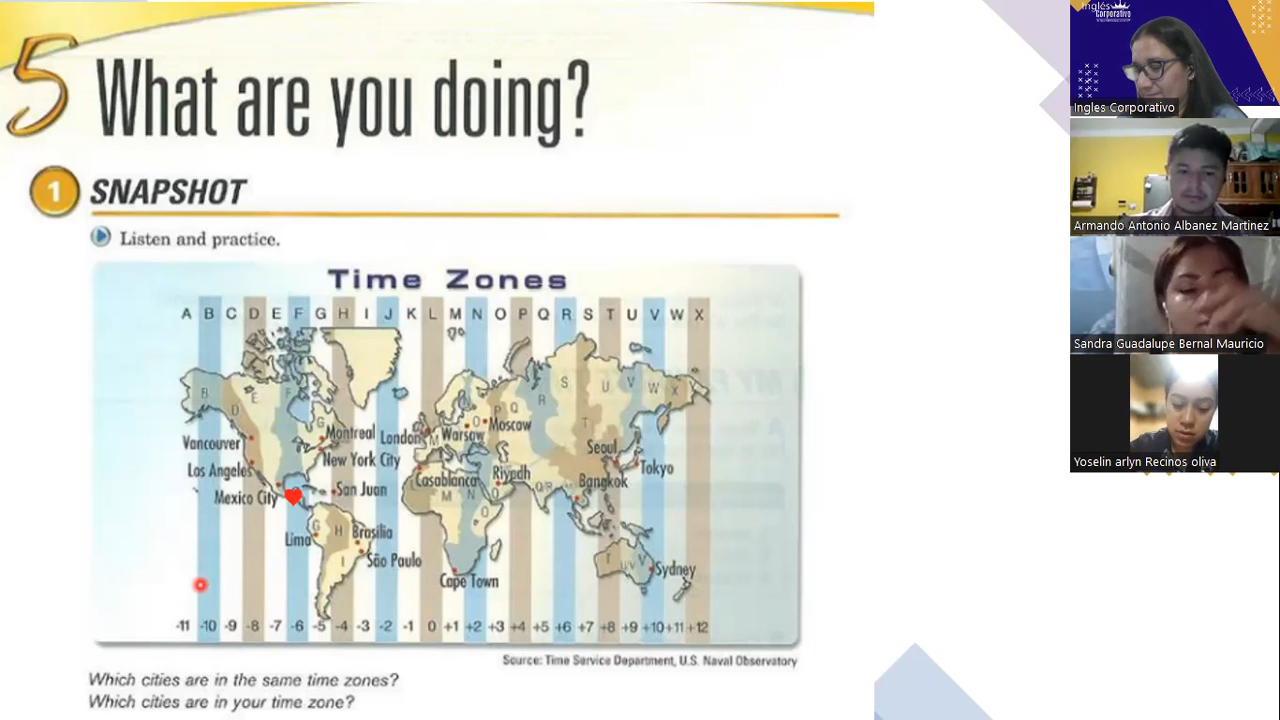 5 What are you doing?
1 SNAPSHOT
Listen and practice.
Time Zones
A B C D E F G H I J K L M N O P Q R S T U V W X
B D E F G M N O P Q R S T U V W X
Vancouver
Montreal
London
Warsaw
Moscow
Los Angeles
New York City
Seoul
Tokyo
Casablanca
Riyadh
Bangkok
Mexico City
San Juan
M N O Q R
Lima
G H
Brasília
São Paulo
I
Cape Town
Sydney
-11 -10 -9 -8 -7 -6 -5 -4 -3 -2 -1 0 +1 +2 +3 +4 +5 +6 +7 +8 +9 +10 +11 +12
Source: Time Service Department, U.S. Naval Observatory
Which cities are in the same time zones?
Which cities are in your time zone?
Inglés
Corporativo
Ingles Corporativo
Armando Antonio Albanez Martinez
Sandra Guadalupe Bernal Mauricio
Yoselin arlyn Recinos oliva